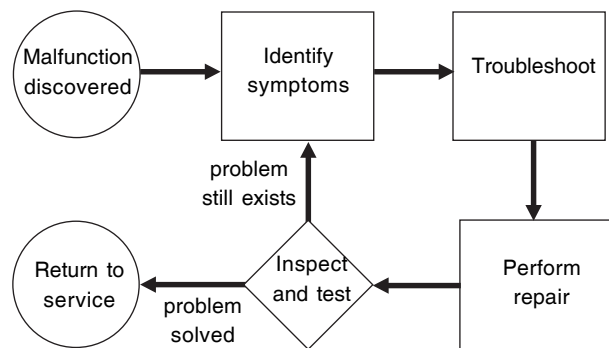 Malfunction
discovered
Identify
symptoms
Troubleshoot
problem
still exists
Return to
service
problem
solved
Inspect
and test
Perform
repair